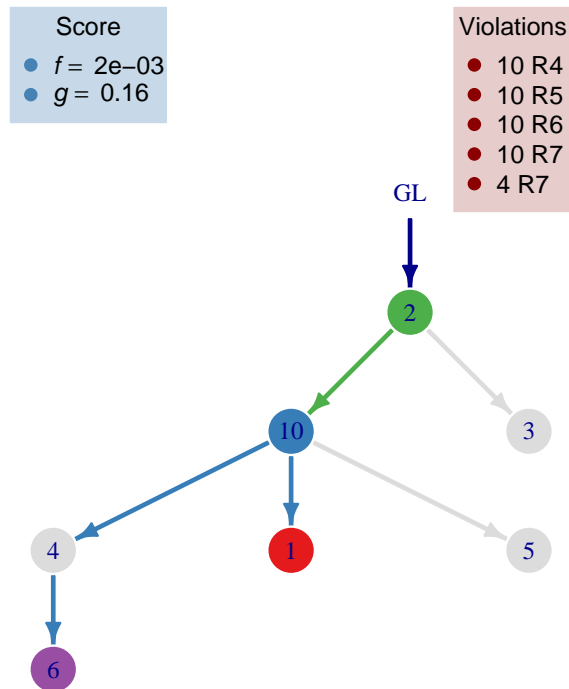 Score
f = 2e−03
g = 0.16
Violations
10 R4
10 R5
10 R6
10 R7
4 R7
GL
2
10
3
4
1
5
6